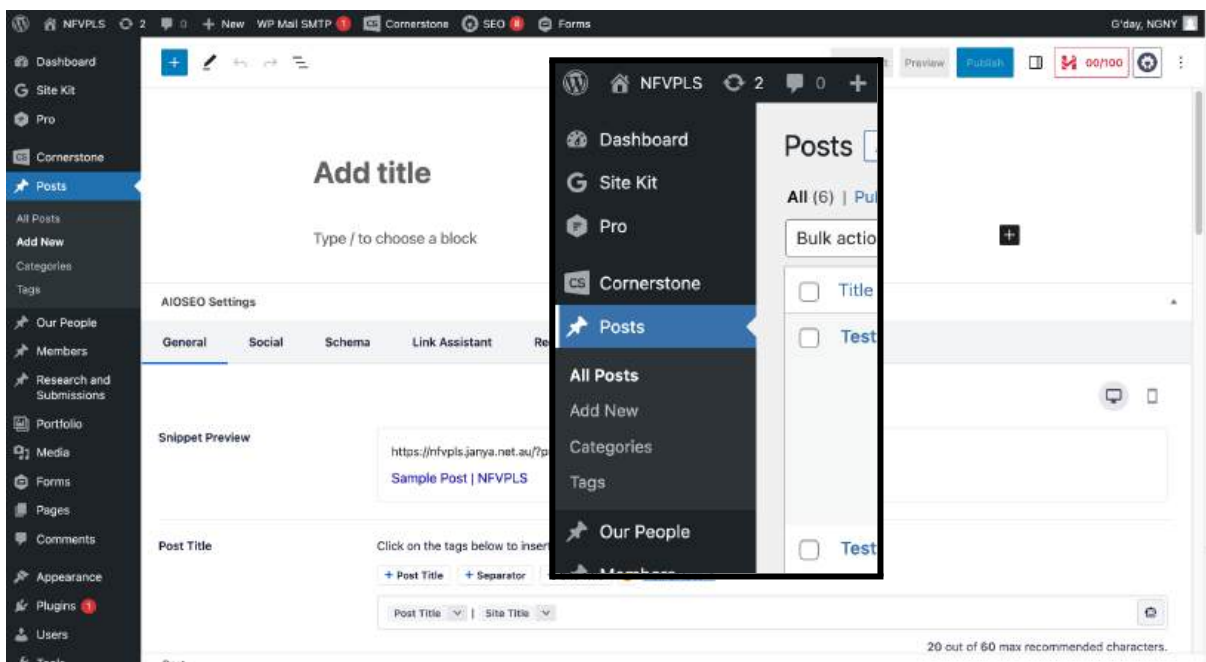 NFVPLS 2 0 + New WP Mail SMTP 1 Cornerstone SEO Forms G'day, NGNY
Dashboard
Site Kit
Pro
Cornerstone
Posts
All Posts
Add New
Categories
Tags
Our People
Members
Research and
Submissions
Portfolio
Media
Forms
Pages
Comments
Appearance
Plugins 1
Users
Tools
Preview Publish 00/100
Add title
Type / to choose a block
AIOSEO Settings
General Social Schema Link Assistant Re
Snippet Preview
https://nfvpls.janya.net.au/?p
Sample Post | NFVPLS
Post Title
Click on the tags below to inser
+ Post Title + Separator
Post Title | Site Title
20 out of 60 max recommended characters.
NFVPLS 2 0 +
Dashboard
Site Kit
Pro
CS Cornerstone
Posts
All Posts
Add New
Categories
Tags
Our People
Members
Posts
All (6) | Pu
Bulk actio
Title
Test
Test